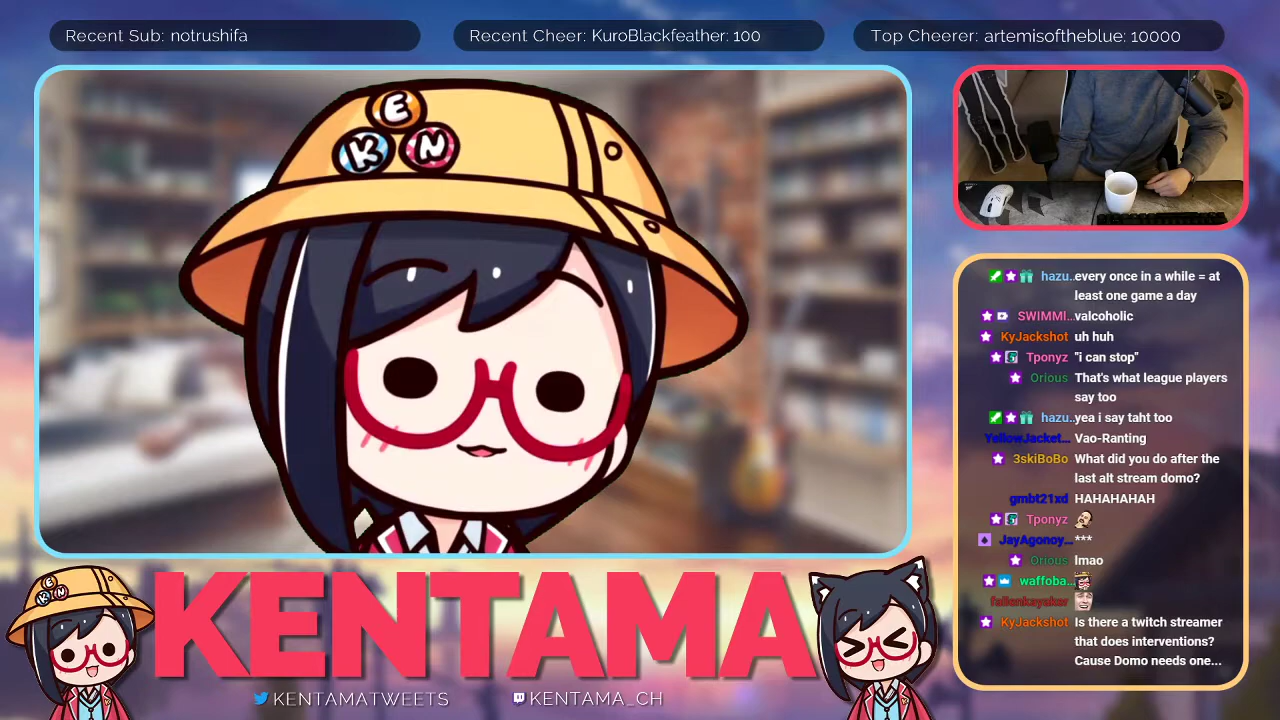 Recent Sub: notrushifa
Recent Cheer: KuroBlackfeather: 100
Top Cheerer: artemisoftheblue: 10000
E
K N
hazu.. every once in a while = at
least one game a day
SWIMMI... valcoholic
KyJackshot uh huh
Tponyz "i can stop"
Orious That's what league players
say too
hazu.. yea i say taht too
YellowJacket... Vao-Ranting
3skiBoBo What did you do after the
last alt stream domo?
gmbt21xd HAHAHAHAH
Tponyz
JayAgonoy... ***
Orious lmao
waffoba...
fallenkayaker
KyJackshot Is there a twitch streamer
that does interventions?
Cause Domo needs one...
E
K N
KENTAMA
KENTAMATWEETS
KENTAMA_CH